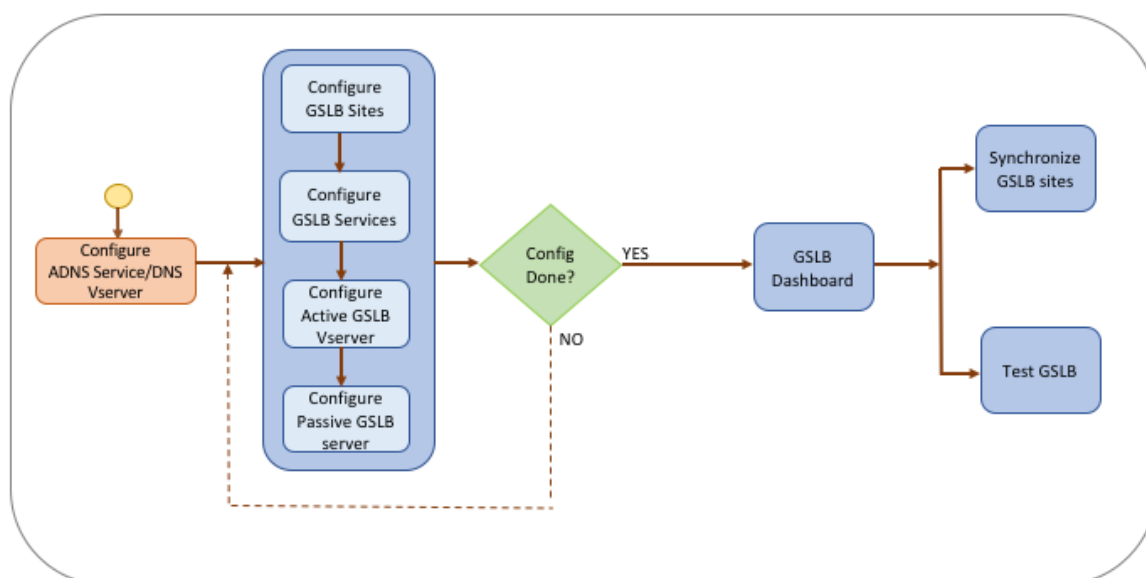 Configure
GSLB Sites
Configure
GSLB Services
Configure
Active GSLB
Vserver
Configure
Passive GSLB
server
Configure
ADNS Service/DNS
Vserver
Config
Done?
YES
NO
GSLB
Dashboard
Synchronize
GSLB sites
Test GSLB